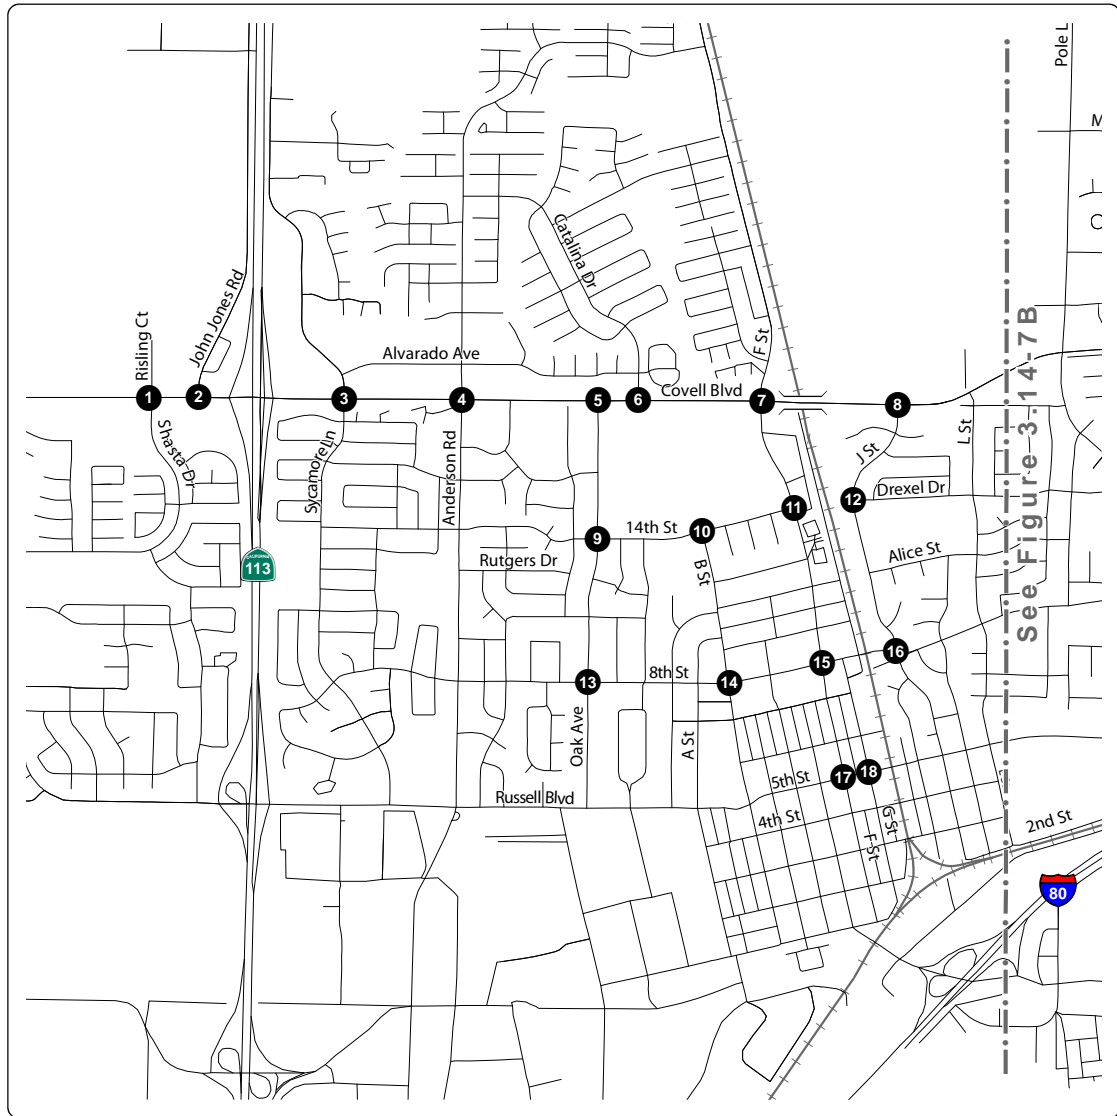 Pole L
M
Catalina Dr
John Jones Rd
Risling Ct
F St
See Figure 3.14-7B
Alvarado Ave
Covell Blvd
1
2
3
4
5
6
7
8
Shasta Dr
Sycamore Ln
Anderson Rd
J St
L St
Drexel Dr
12
11
14th St
10
9
B St
Rutgers Dr
Alice St
CALIFORNIA
113
16
15
8th St
14
13
Oak Ave
A St
5th St
17
18
Russell Blvd
4th St
G St
F St
2nd St
80